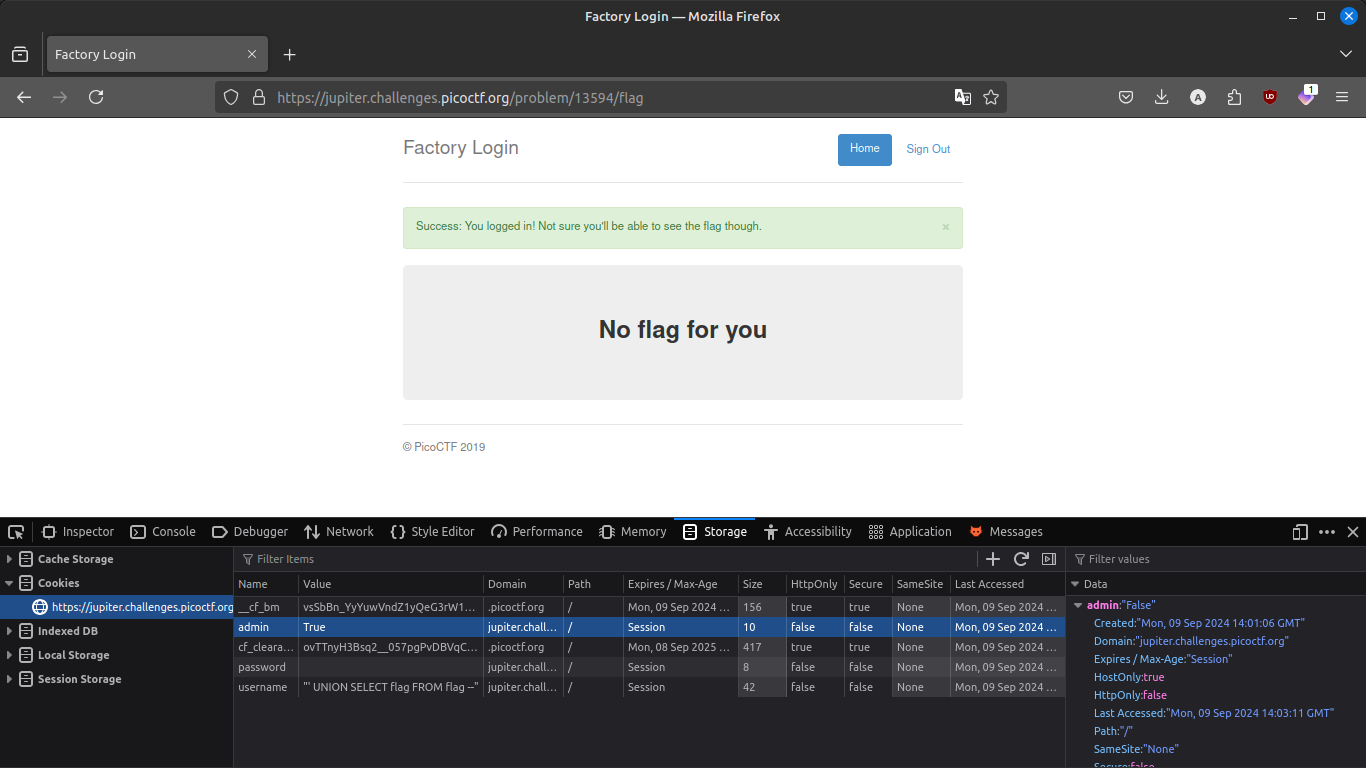 Factory Login — Mozilla Firefox
Factory Login
https://jupiter.challenges.picoctf.org/problem/13594/flag
A
1
Factory Login
Home
Sign Out
Success: You logged in! Not sure you'll be able to see the flag though.
×
No flag for you
© PicoCTF 2019
Inspector Console Debugger Network Style Editor Performance Memory Storage Accessibility Application Messages
Cache Storage
Cookies
https://jupiter.challenges.picoctf.org
Indexed DB
Local Storage
Session Storage
Filter Items
Name Value Domain Path Expires / Max-Age Size HttpOnly Secure SameSite Last Accessed
__cf_bm vsSbBn_YyYuwVndZ1yQeG3rW1… .picoctf.org / Mon, 09 Sep 2024 … 156 true true None Mon, 09 Sep 2024 …
admin True jupiter.chall… / Session 10 false false None Mon, 09 Sep 2024 …
cf_cleara… ovTTnyH3Bsq2__057pgPvDBVqC… .picoctf.org / Mon, 08 Sep 2025 … 417 true true None Mon, 09 Sep 2024 …
password jupiter.chall… / Session 8 false false None Mon, 09 Sep 2024 …
username "' UNION SELECT flag FROM flag --" jupiter.chall… / Session 42 false false None Mon, 09 Sep 2024 …
Filter values
Data
admin:"False"
Created:"Mon, 09 Sep 2024 14:01:06 GMT"
Domain:"jupiter.challenges.picoctf.org"
Expires / Max-Age:"Session"
HostOnly:true
HttpOnly:false
Last Accessed:"Mon, 09 Sep 2024 14:03:11 GMT"
Path:"/"
SameSite:"None"
Secure:false